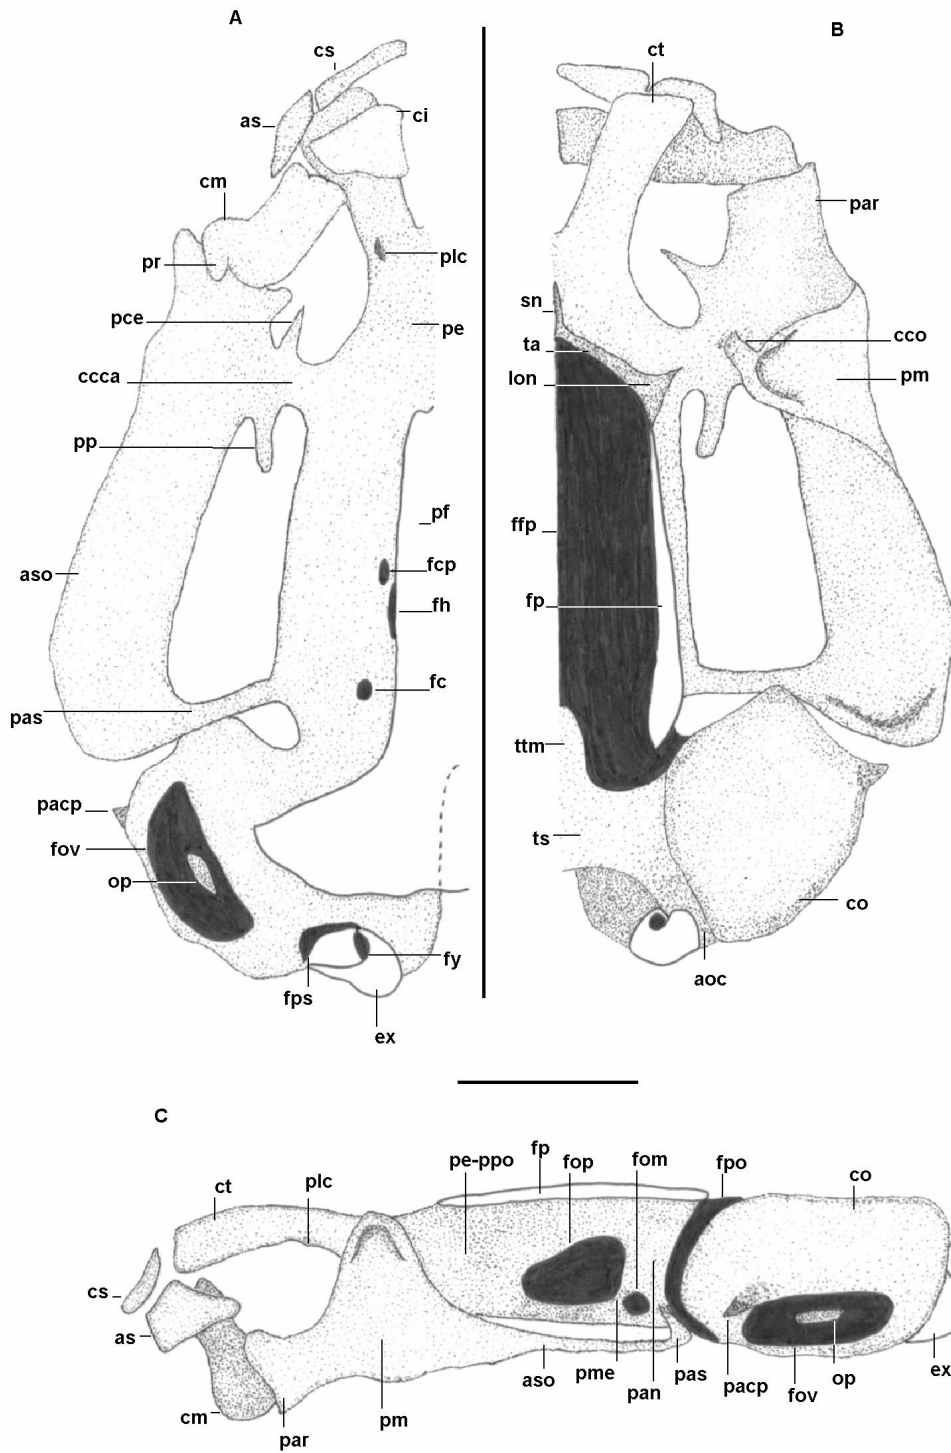 A
B
cs
ct
as
ci
cm
par
pr
plc
sn
pce
pe
cco
ta
lon
ccca
pm
pp
pf
ffp
fcp
aso
fh
fp
fc
pas
ttm
pacp
ts
fov
op
co
fy
fps
aoc
ex
C
fp
pe-ppo
fop
fom
fpo
co
ct
plc
cs
as
cm
par
pm
aso
pme
pan
pas
pacp
fov
op
ex